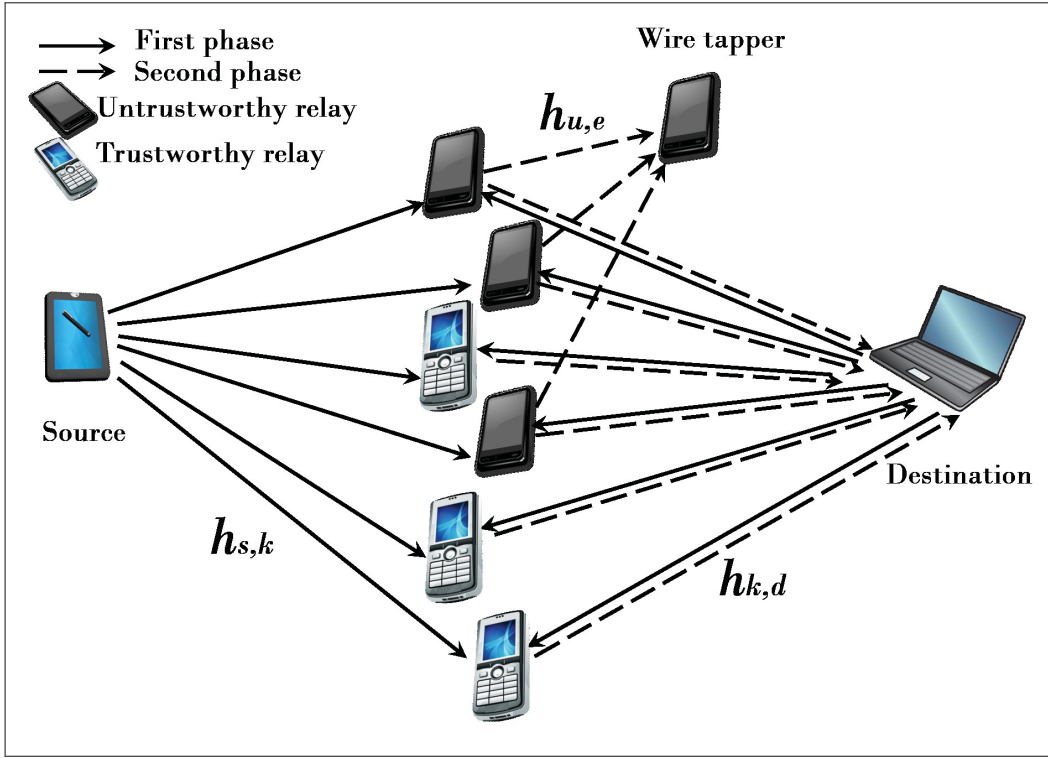 First phase
Second phase
Untrustworthy relay
Trustworthy relay
Wire tapper
hu,e
Source
Destination
hs,k
hk,d